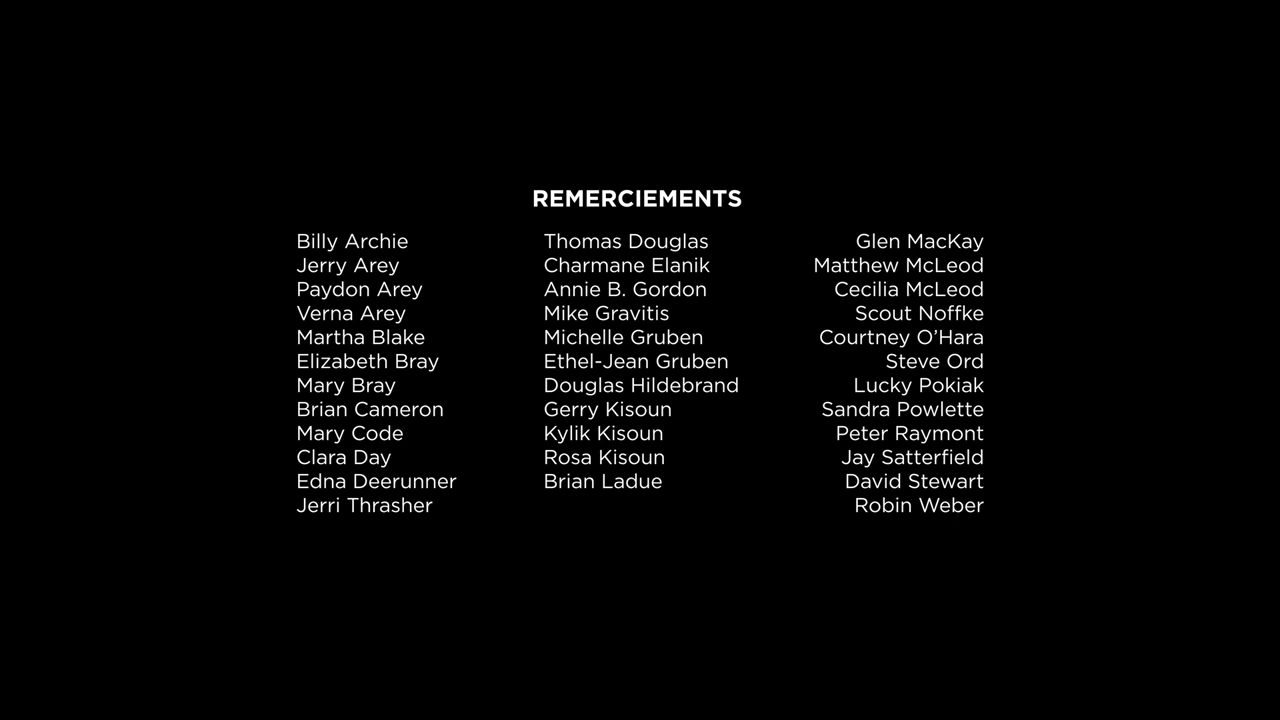 REMERCIEMENTS
Billy Archie
Jerry Arey
Paydon Arey
Verna Arey
Martha Blake
Elizabeth Bray
Mary Bray
Brian Cameron
Mary Code
Clara Day
Edna Deerunner
Jerri Thrasher
Thomas Douglas
Charmane Elanik
Annie B. Gordon
Mike Gravitis
Michelle Gruben
Ethel-Jean Gruben
Douglas Hildebrand
Gerry Kisoun
Kylik Kisoun
Rosa Kisoun
Brian Ladue
Glen MacKay
Matthew McLeod
Cecilia McLeod
Scout Noffke
Courtney O’Hara
Steve Ord
Lucky Pokiak
Sandra Powlette
Peter Raymont
Jay Satterfield
David Stewart
Robin Weber